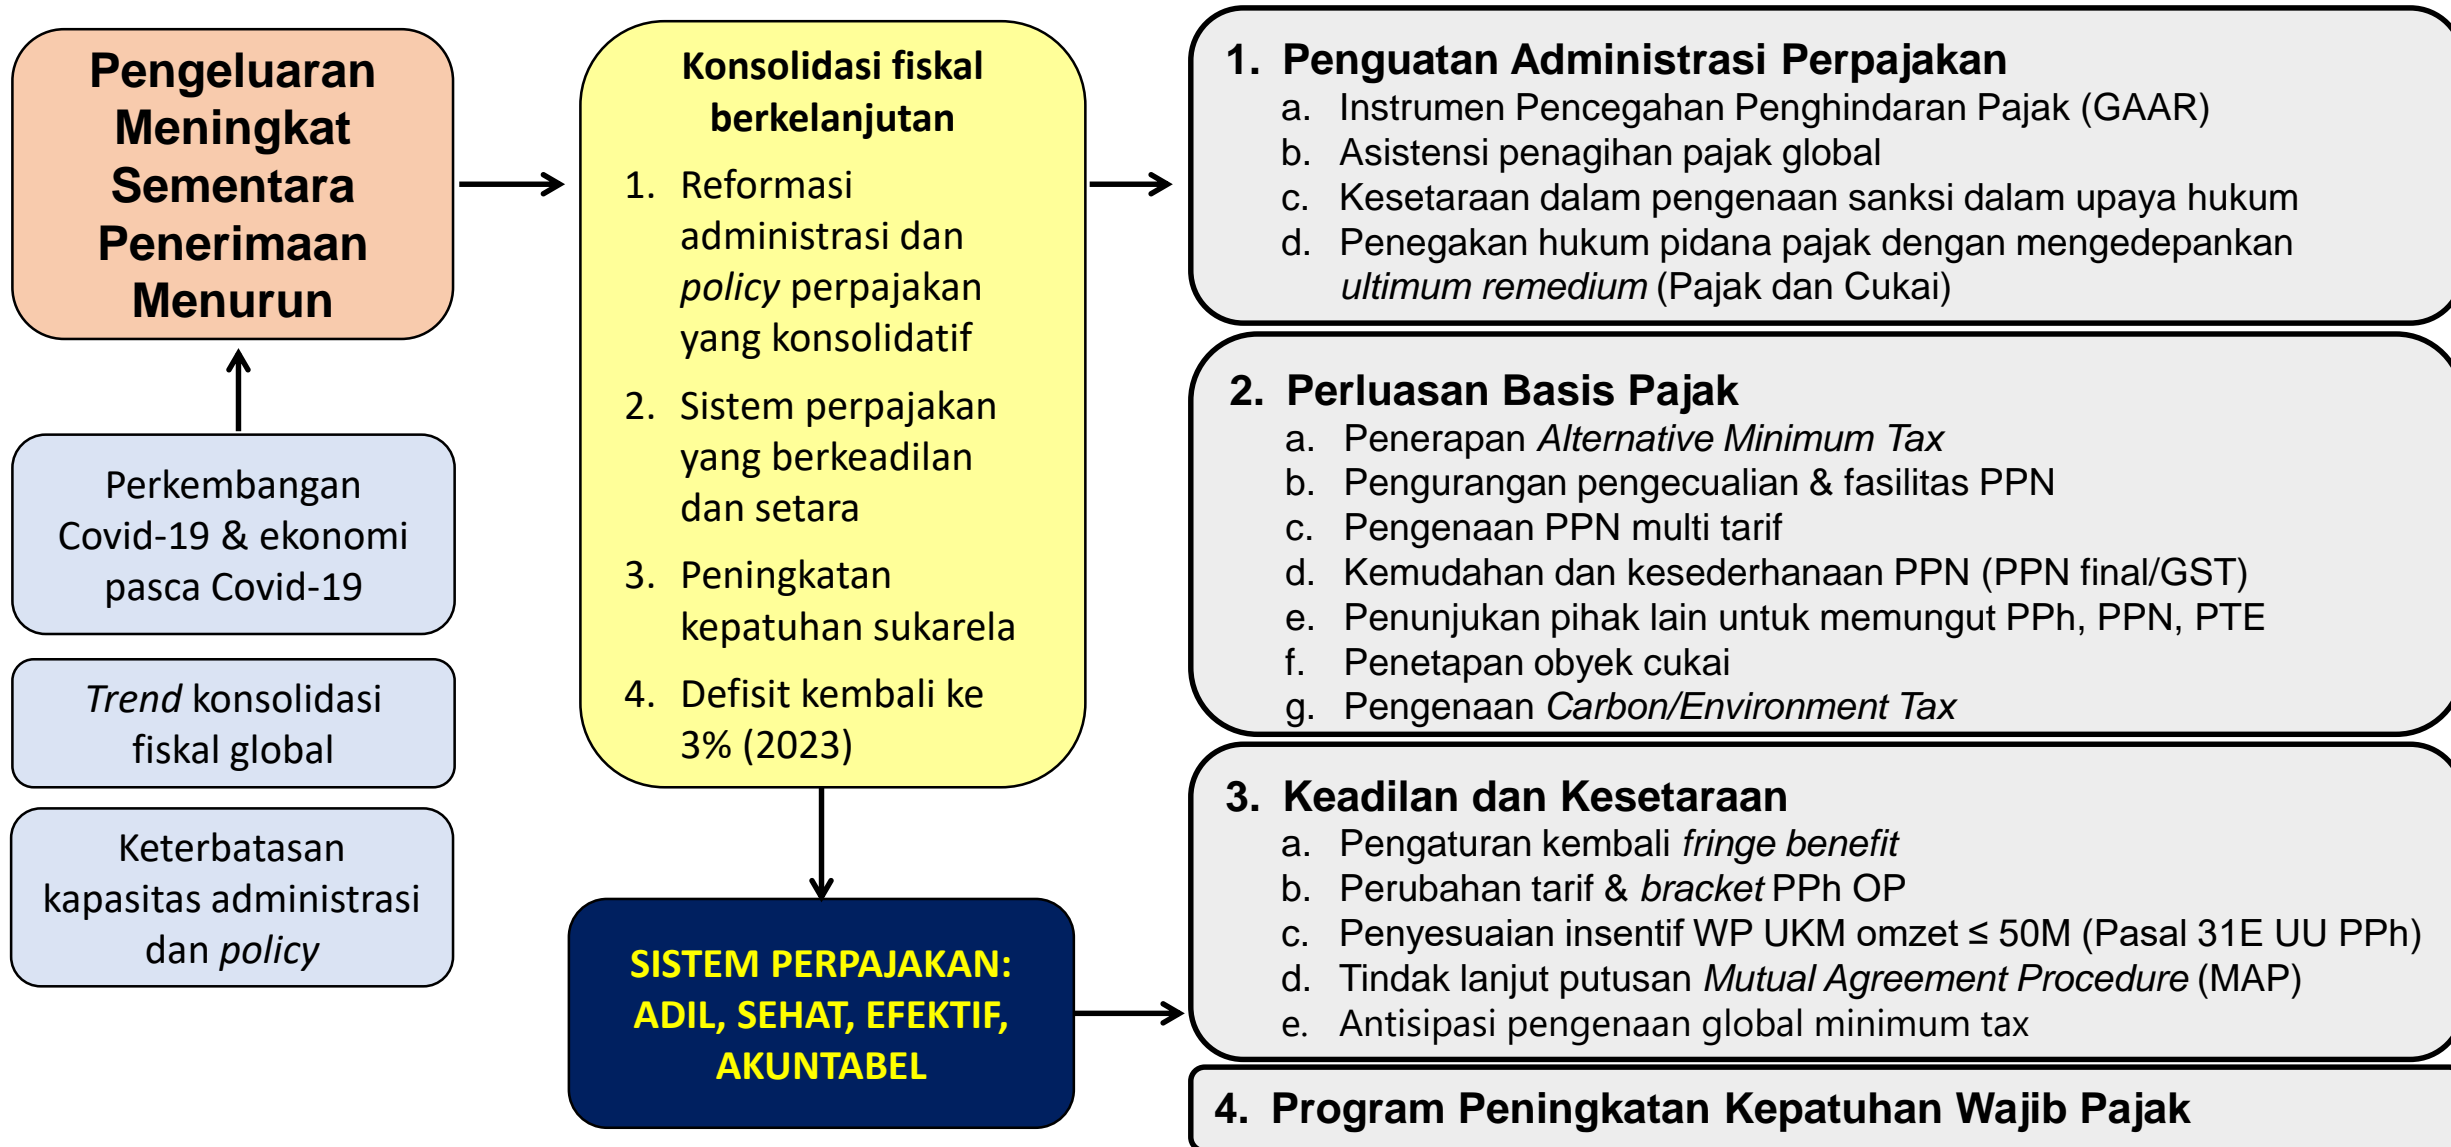 Pengeluaran
Meningkat
Sementara
Penerimaan
Menurun
Perkembangan
Covid-19 & ekonomi
pasca Covid-19
Trend konsolidasi
fiskal global
Keterbatasan
kapasitas administrasi
dan policy
Konsolidasi fiskal
berkelanjutan
1. Reformasi
administrasi dan
policy perpajakan
yang konsolidatif
2. Sistem perpajakan
yang berkeadilan
dan setara
3. Peningkatan
kepatuhan sukarela
4. Defisit kembali ke
3% (2023)
SISTEM PERPAJAKAN:
ADIL, SEHAT, EFEKTIF,
AKUNTABEL
1. Penguatan Administrasi Perpajakan
a. Instrumen Pencegahan Penghindaran Pajak (GAAR)
b. Asistensi penagihan pajak global
c. Kesetaraan dalam pengenaan sanksi dalam upaya hukum
d. Penegakan hukum pidana pajak dengan mengedepankan
ultimum remedium (Pajak dan Cukai)
2. Perluasan Basis Pajak
a. Penerapan Alternative Minimum Tax
b. Pengurangan pengecualian & fasilitas PPN
c. Pengenaan PPN multi tarif
d. Kemudahan dan kesederhanaan PPN (PPN final/GST)
e. Penunjukan pihak lain untuk memungut PPh, PPN, PTE
f. Penetapan obyek cukai
g. Pengenaan Carbon/Environment Tax
3. Keadilan dan Kesetaraan
a. Pengaturan kembali fringe benefit
b. Perubahan tarif & bracket PPh OP
c. Penyesuaian insentif WP UKM omzet ≤ 50M (Pasal 31E UU PPh)
d. Tindak lanjut putusan Mutual Agreement Procedure (MAP)
e. Antisipasi pengenaan global minimum tax
4. Program Peningkatan Kepatuhan Wajib Pajak